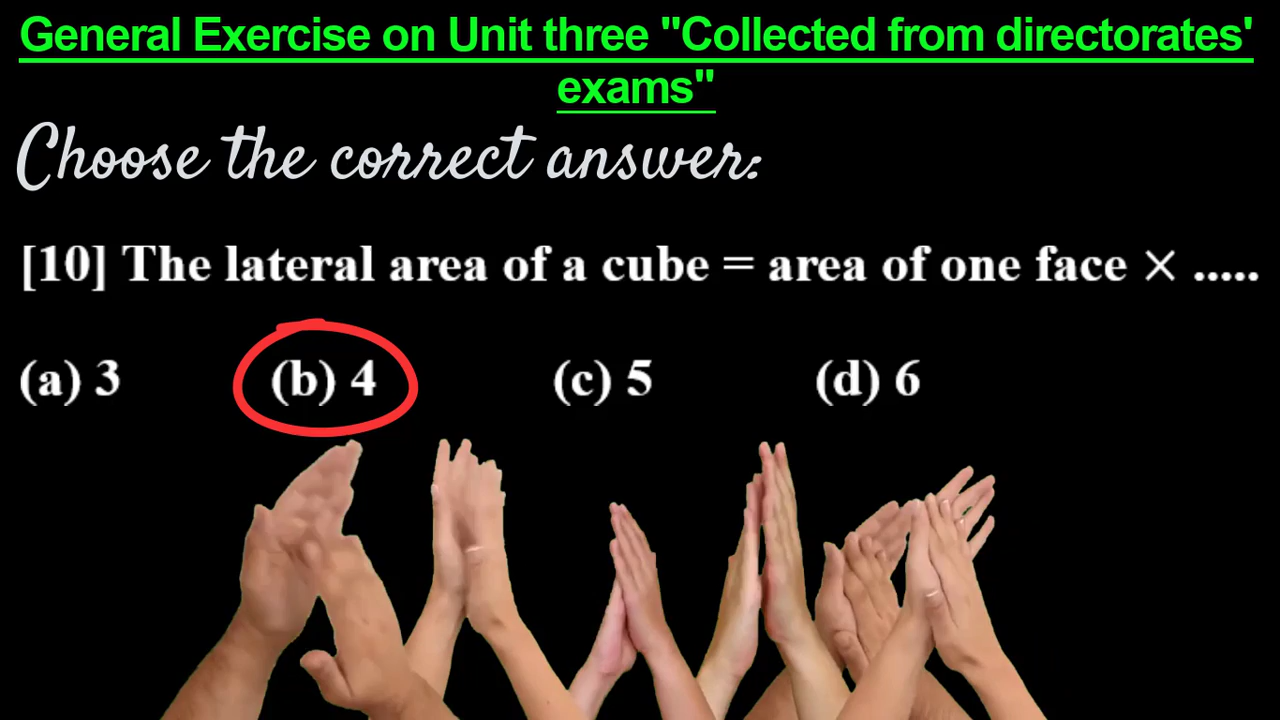 General Exercise on Unit three "Collected from directorates'
exams"
Choose the correct answer:
[10] The lateral area of a cube = area of one face × .....
(a) 3 (b) 4 (c) 5 (d) 6